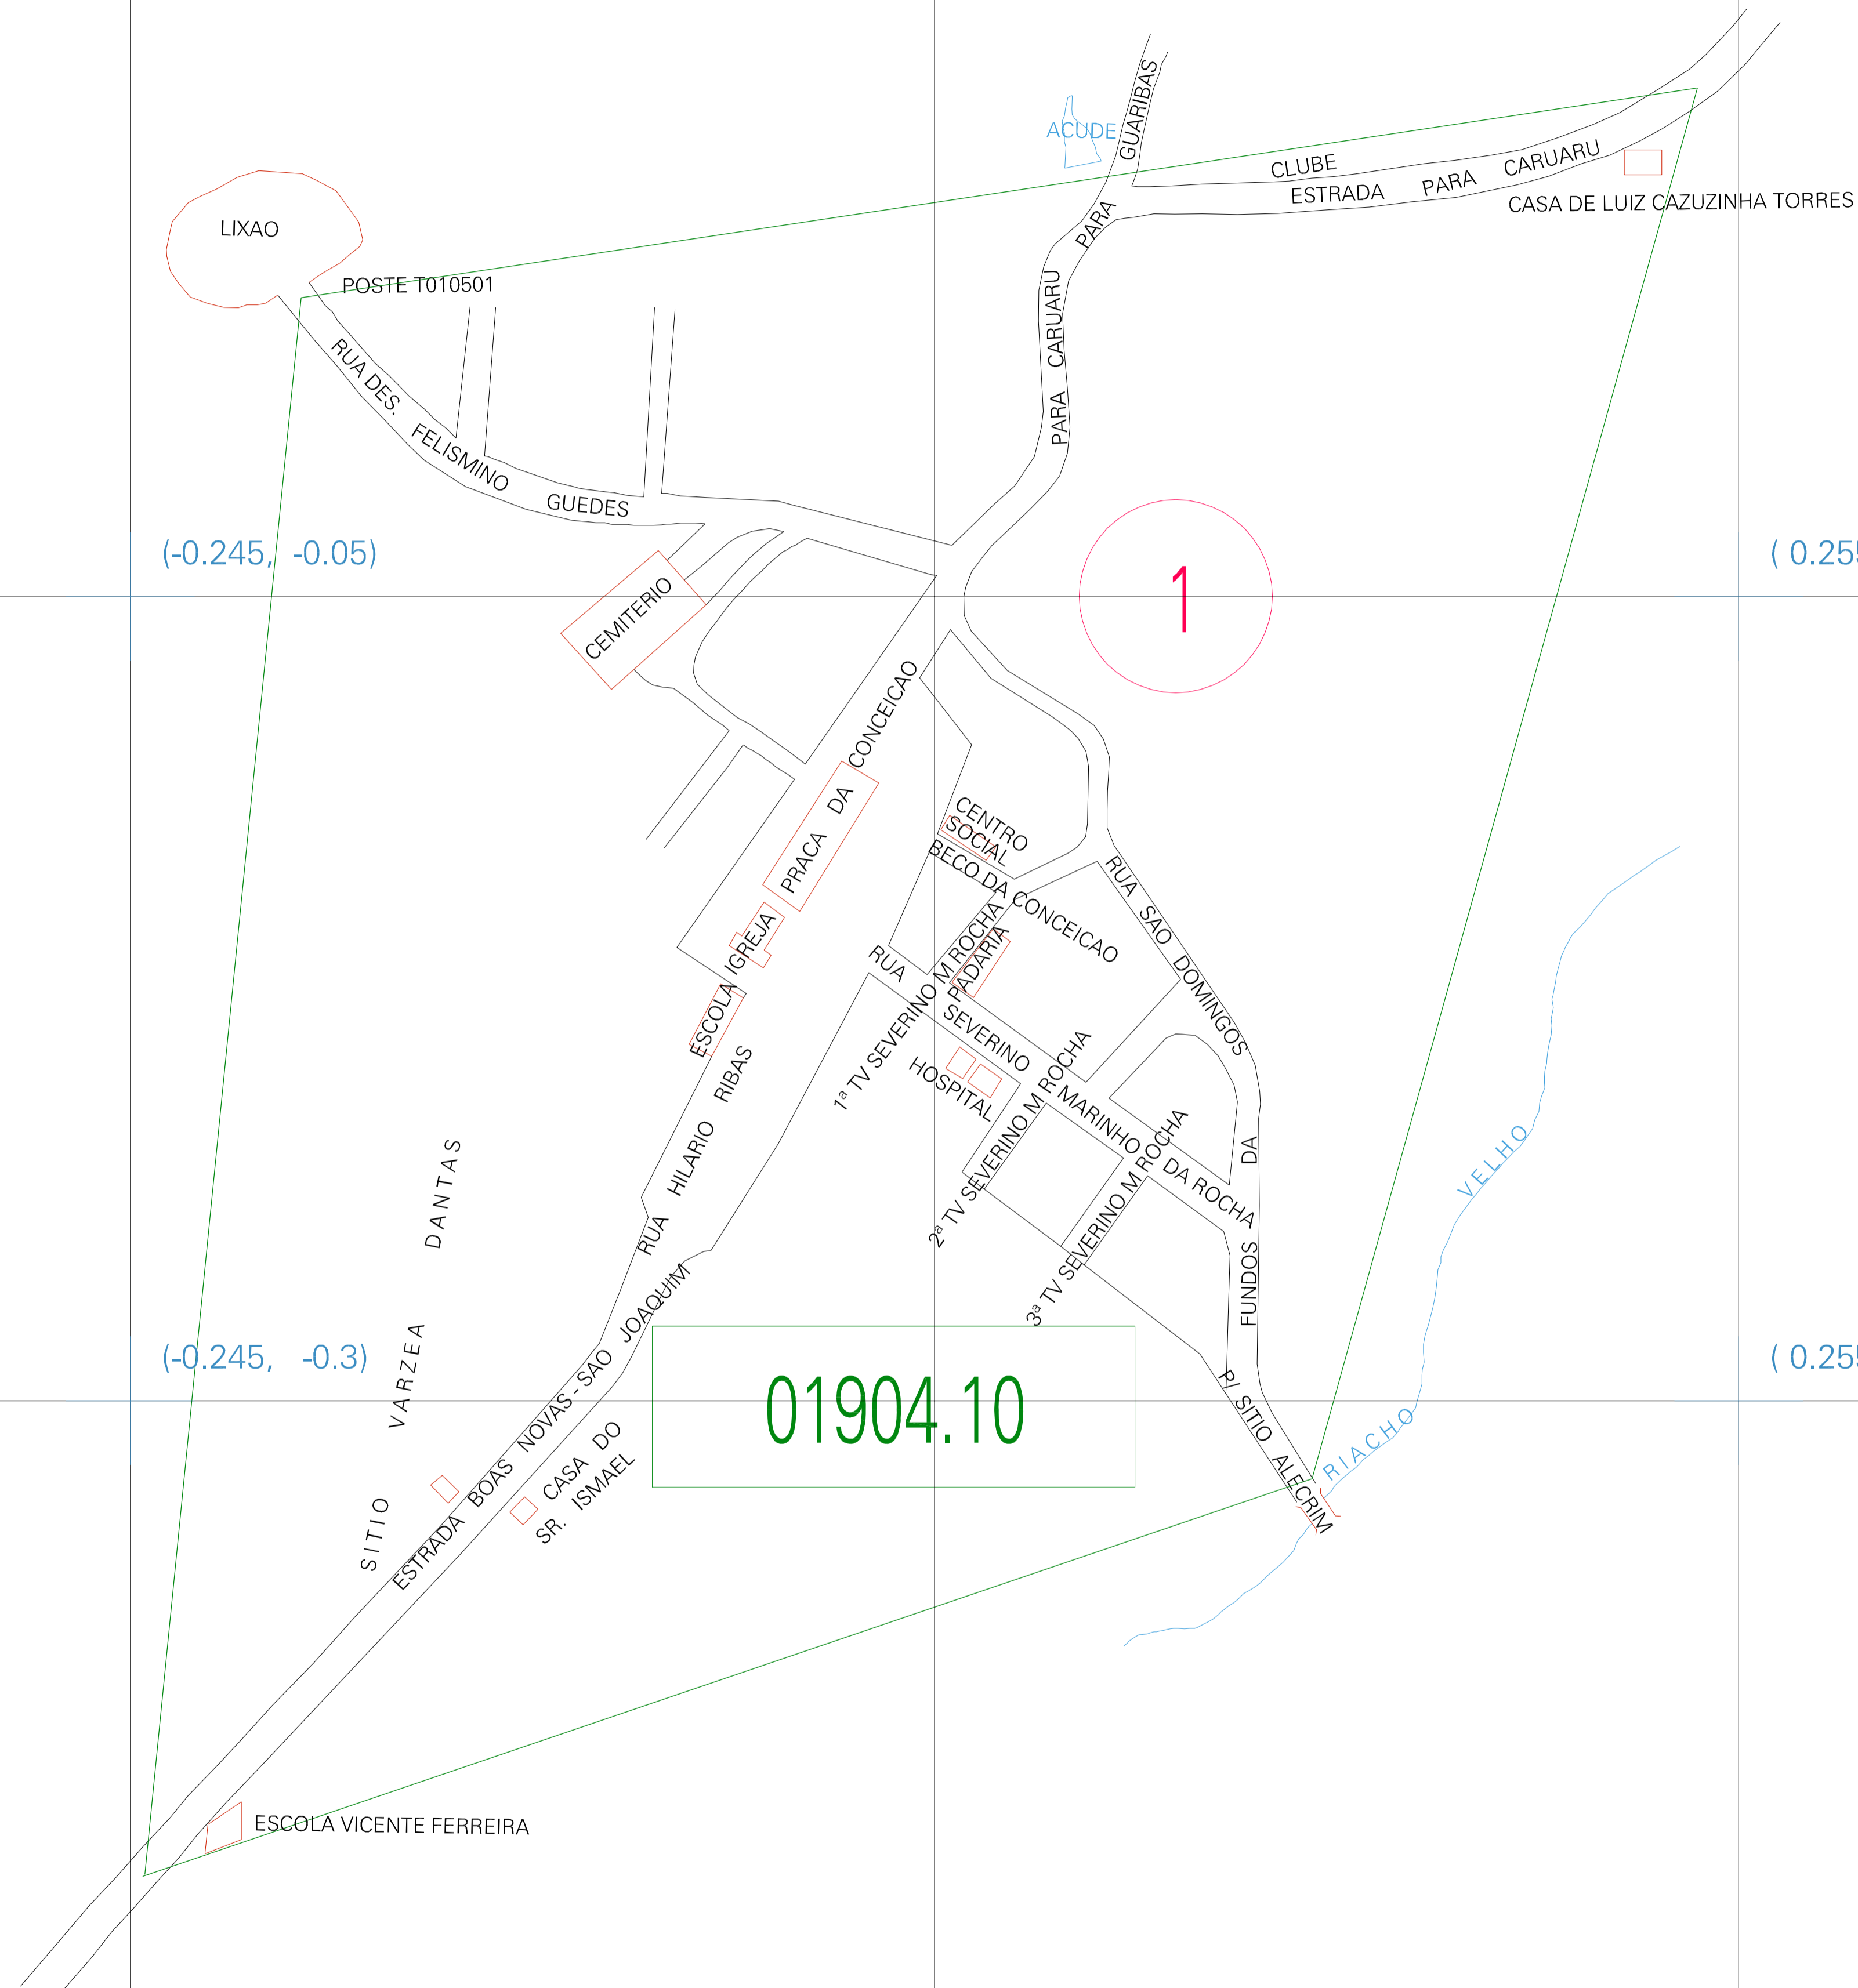 GUARIBAS
ACUDE
CLUBE
ESTRADA PARA CARUARU
CASA DE LUIZ CAZUZINHA TORRES
PARA
LIXAO
POSTE T010501
PARA CARUARU
RUA DES. FELISMINO GUEDES
(-0.245, -0.05)
( 0.255
1
CEMITERIO
PRACA DA CONCEICAO
CENTRO
SOCIAL
BECO DA CONCEICAO
RUA SAO DOMINGOS
IGREJA
PADARIA
ESCOLA
RUA SEVERINO MARINHO DA ROCHA
1ª TV SEVERINO M ROCHA
HOSPITAL
2ª TV SEVERINO M ROCHA
3ª TV SEVERINO M ROCHA
RUA HILARIO RIBAS
FUNDOS DA
RIACHO VELHO
SITIO VARZEA DANTAS
(-0.245, -0.3)
( 0.255
01904.10
P/ SITIO ALECRIM
ESTRADA BOAS NOVAS - SAO JOAQUIM
CASA DO
SR. ISMAEL
ESCOLA VICENTE FERREIRA